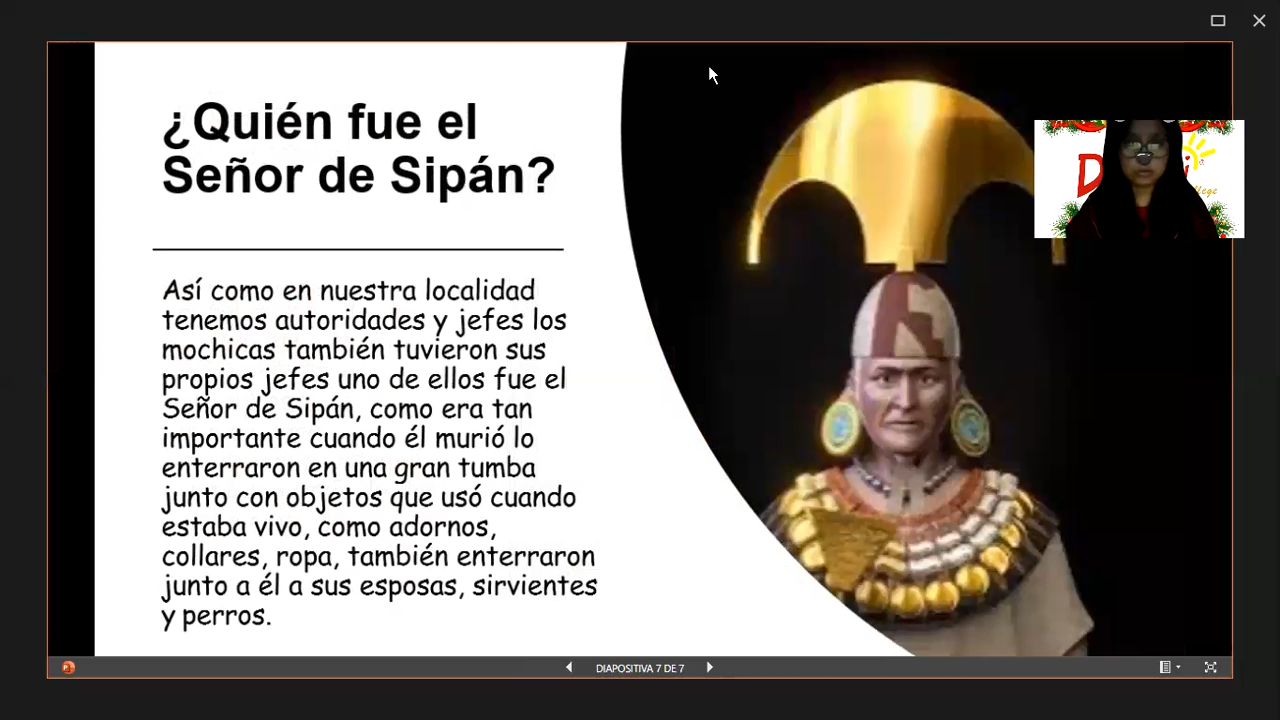 ¿Quién fue el
Señor de Sipán?
Así como en nuestra localidad
tenemos autoridades y jefes los
mochicas también tuvieron sus
propios jefes uno de ellos fue el
Señor de Sipán, como era tan
importante cuando él murió lo
enterraron en una gran tumba
junto con objetos que usó cuando
estaba vivo, como adornos,
collares, ropa, también enterraron
junto a él a sus esposas, sirvientes
y perros.
DIAPOSITIVA 7 DE 7